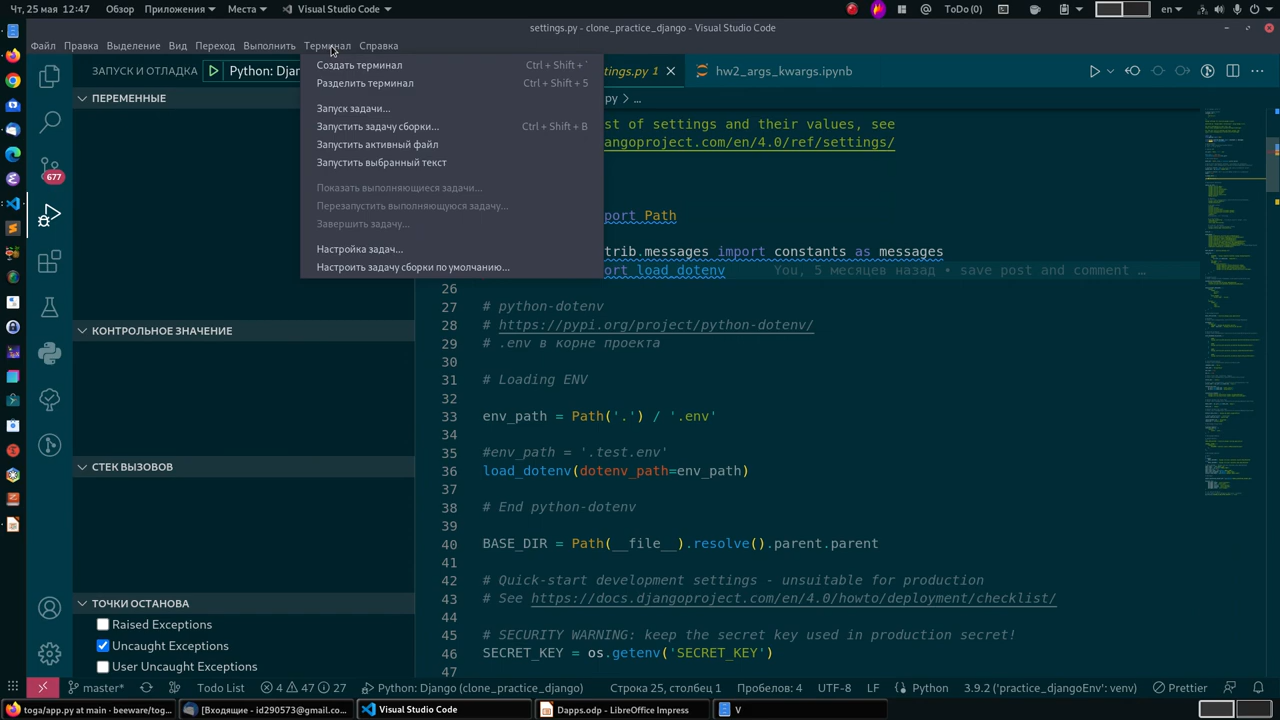 Чт, 25 мая 12:47
Обзор
Приложения
Места
Visual Studio Code
ToDo (0)
en
settings.py - clone_practice_django - Visual Studio Code
Файл
Правка
Выделение
Вид
Переход
Выполнить
Терминал
Справка
ЗАПУСК И ОТЛАДКА
Python: Djan
Создать терминал Ctrl + Shift + `
Разделить терминал Ctrl + Shift + 5
Запуск задачи...
Запустить задачу сборки... Ctrl + Shift + B
Запустить активный файл
Запустить выбранный текст
Показать выполняющиеся задачи...
Перезапустить выполняющуюся задачу...
Завершить задачу...
Настройка задач...
Настроить задачу сборки по умолчанию...
ПЕРЕМЕННЫЕ
КОНТРОЛЬНОЕ ЗНАЧЕНИЕ
СТЕК ВЫЗОВОВ
ТОЧКИ ОСТАНОВА
Raised Exceptions
Uncaught Exceptions
User Uncaught Exceptions
677
tings.py 1
hw2_args_kwargs.ipynb
py > ...
st of settings and their values, see
angoproject.com/en/4.0/ref/settings/
port Path
trib.messages import constants as messages
ort load_dotenv You, 5 месяцев назад • save post and comment …
26
27 # python-dotenv
28 # https://pypi.org/project/python-dotenv/
29 # .env в корне проекта
30
31 # Loading ENV
32
33 env_path = Path('.') / '.env'
34
35 #env_path = '.test.env'
36 load_dotenv(dotenv_path=env_path)
37
38 # End python-dotenv
39
40 BASE_DIR = Path(__file__).resolve().parent.parent
41
42 # Quick-start development settings - unsuitable for production
43 # See https://docs.djangoproject.com/en/4.0/howto/deployment/checklist/
44
45 # SECURITY WARNING: keep the secret key used in production secret!
46 SECRET_KEY = os.getenv('SECRET_KEY')
47
master*
Todo List
4
47
27
Python: Django (clone_practice_django)
Строка 25, столбец 1
Пробелов: 4
UTF-8
LF
Python
3.9.2 ('practice_djangoEnv': venv)
Prettier
toga/app.py at main · beeware/tog...
[Входящие - id290573@gmail.co...
Visual Studio Code
Dapps.odp — LibreOffice Impress
V